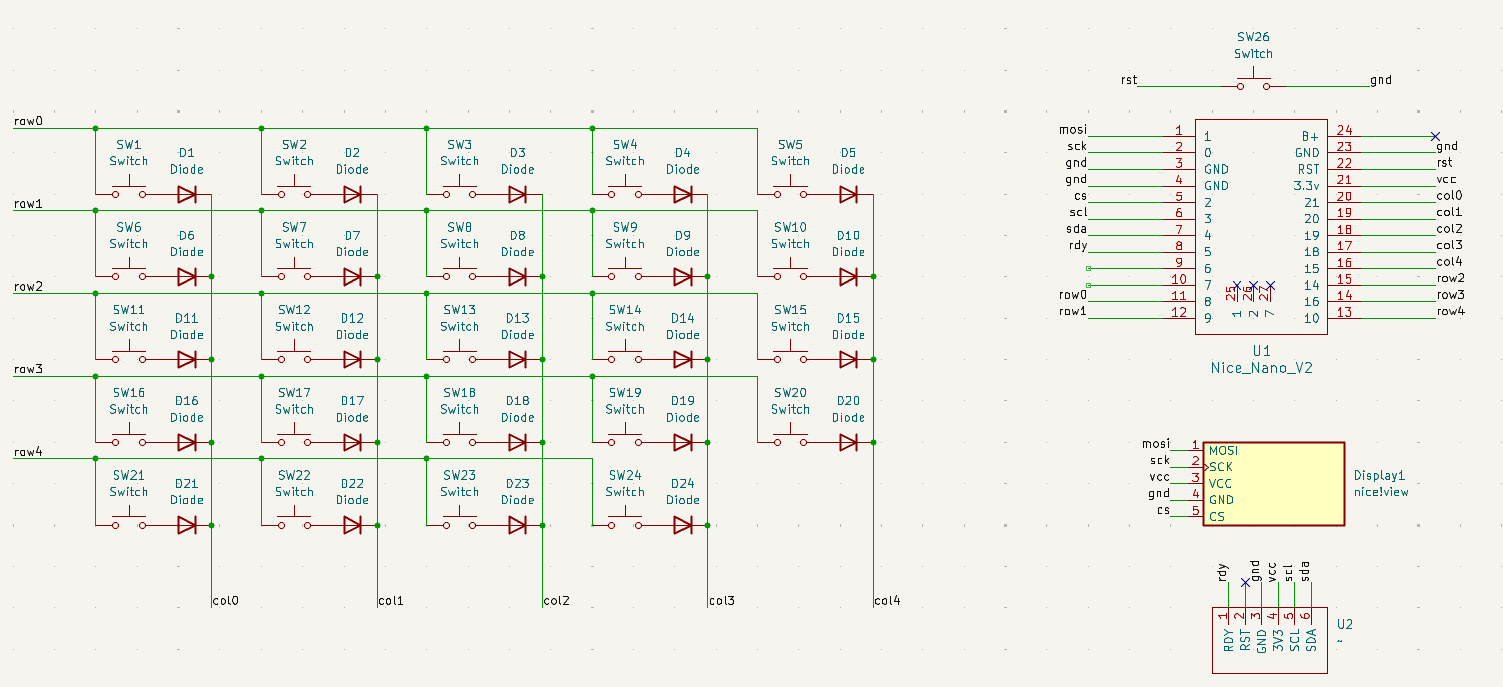 SW26
Switch
rst gnd
row0
SW1 SW2 SW3 SW4 SW5
Switch Switch Switch Switch Switch
D1 D2 D3 D4 D5
Diode Diode Diode Diode Diode
row1
SW6 SW7 SW8 SW9 SW10
Switch Switch Switch Switch Switch
D6 D7 D8 D9 D10
Diode Diode Diode Diode Diode
row2
SW11 SW12 SW13 SW14 SW15
Switch Switch Switch Switch Switch
D11 D12 D13 D14 D15
Diode Diode Diode Diode Diode
row3
SW16 SW17 SW18 SW19 SW20
Switch Switch Switch Switch Switch
D16 D17 D18 D19 D20
Diode Diode Diode Diode Diode
row4
SW21 SW22 SW23 SW24
Switch Switch Switch Switch
D21 D22 D23 D24
Diode Diode Diode Diode
col0 col1 col2 col3 col4
mosi 1 1 B+ 24
sck 2 0 GND 23 gnd
gnd 3 GND RST 22 rst
gnd 4 GND 3.3v 21 vcc
cs 5 2 21 20 col0
scl 6 3 20 19 col1
sda 7 4 19 18 col2
rdy 8 5 18 17 col3
9 6 15 16 col4
10 7 14 15 row2
row0 11 8 16 14 row3
row1 12 9 10 13 row4
25 26 27
1 2 7
U1
Nice_Nano_V2
mosi 1 MOSI
sck 2 SCK
vcc 3 VCC
gnd 4 GND
cs 5 CS
Display1
nice!view
rdy gnd vcc scl sda
1 2 3 4 5 6
RDY RST GND 3V3 SCL SDA
U2
~